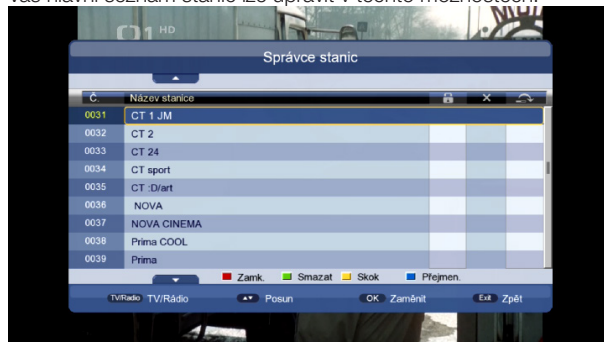 Váš hlavní seznam stanic lze upravit v těchto možnostech:
1 HD
Správce stanic
Č. Název stanice
0031 CT 1 JM
0032 CT 2
0033 CT 24
0034 CT sport
0035 CT :D/art
0036 NOVA
0037 NOVA CINEMA
0038 Prima COOL
0039 Prima
Zamk. Smazat Skok Přejmen.
TV/Radio TV/Rádio Posun OK Zaměnit Exit Zpět